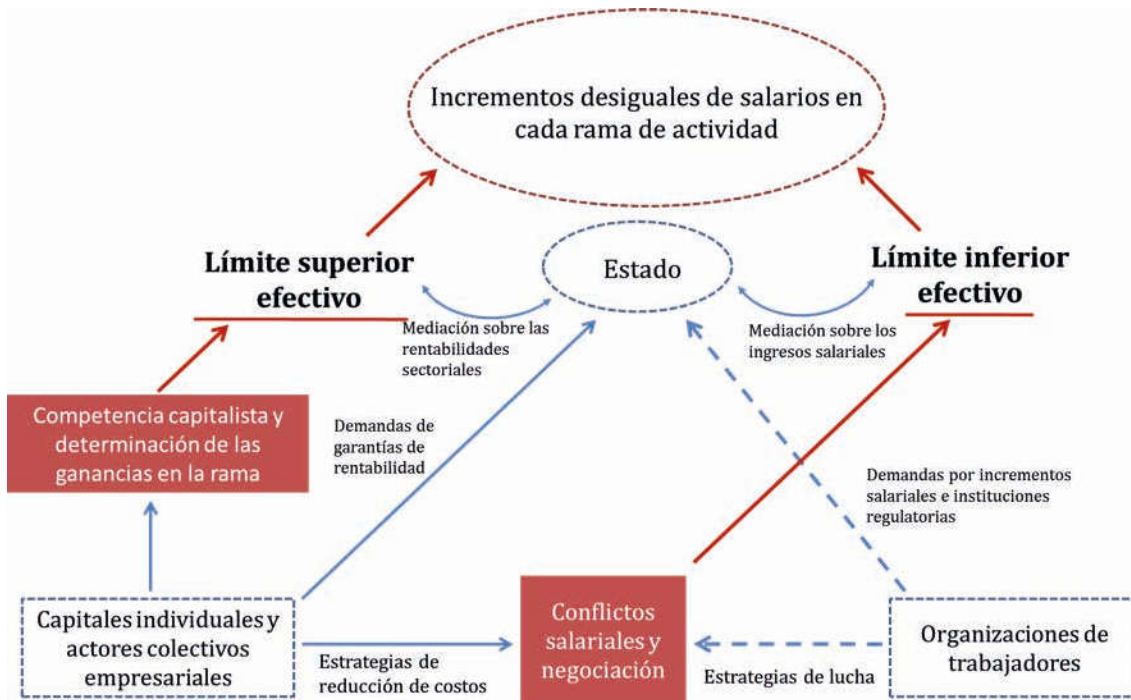 Incrementos desiguales de salarios en
cada rama de actividad
Límite superior
efectivo
Estado
Límite inferior
efectivo
Mediación sobre las
rentabilidades
sectoriales
Mediación sobre los
ingresos salariales
Competencia capitalista y
determinación de las
ganancias en la rama
Demandas de
garantías de
rentabilidad
Demandas por incrementos
salariales e instituciones
regulatorias
Capitales individuales y
actores colectivos
empresariales
Estrategias de
reducción de costos
Conflictos
salariales y
negociación
Estrategias de lucha
Organizaciones de
trabajadores